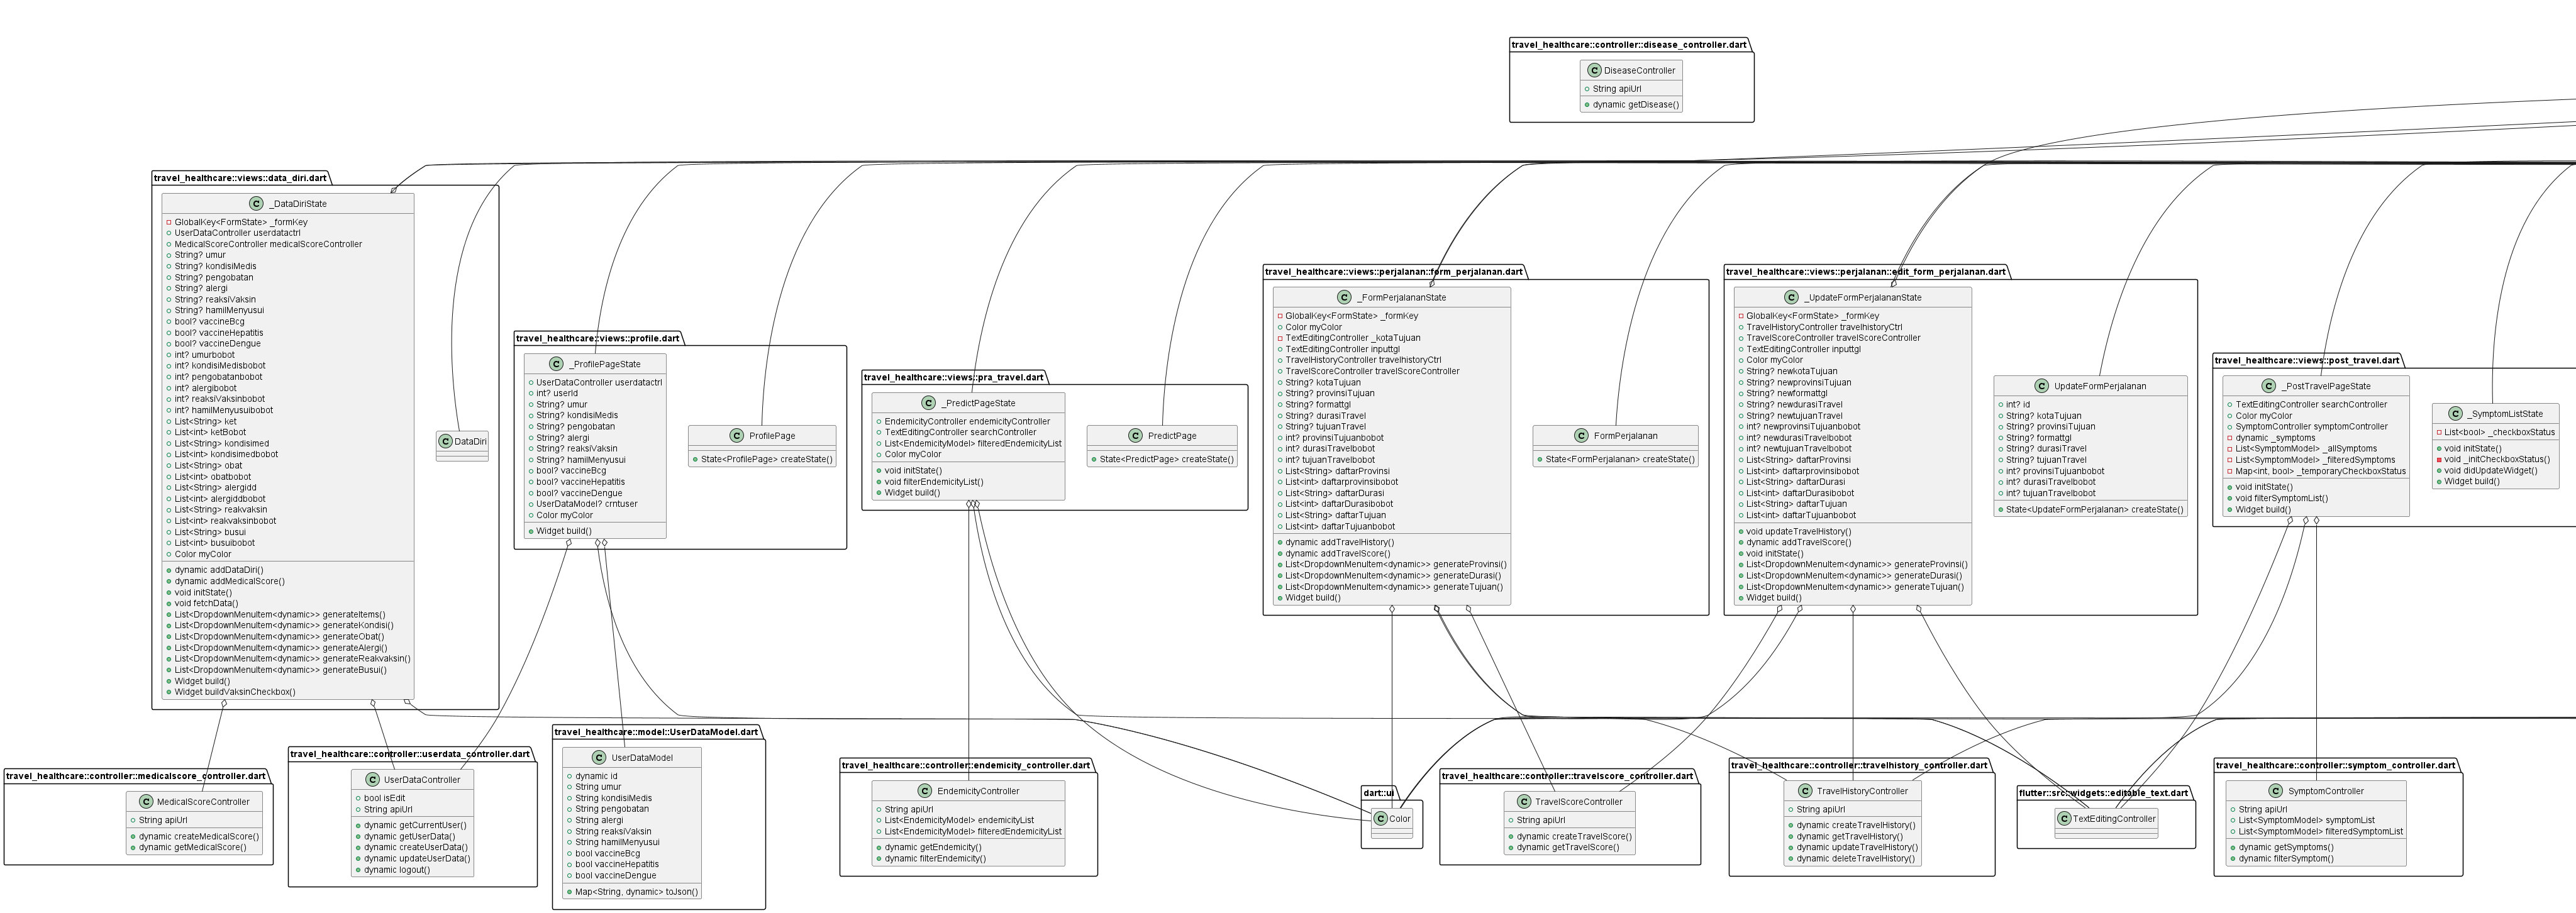 travel_healthcare::controller::disease_controller.dart
C DiseaseController
String apiUrl
dynamic getDisease()
travel_healthcare::views::data_diri.dart
C _DataDiriState
GlobalKey<FormState> _formKey
UserDataController userdatactrl
MedicalScoreController medicalScoreController
String? umur
String? kondisiMedis
String? pengobatan
String? alergi
String? reaksiVaksin
String? hamilMenyusui
bool? vaccineBcg
bool? vaccineHepatitis
bool? vaccineDengue
int? umurbobot
int? kondisiMedisbobot
int? pengobatanbobot
int? alergibobot
int? reaksiVaksinbobot
int? hamilMenyusuibobot
List<String> ket
List<int> ketBobot
List<String> kondisimed
List<int> kondisimedbobot
List<String> obat
List<int> obatbobot
List<String> alergidd
List<int> alergiddbobot
List<String> reakvaksin
List<int> reakvaksinbobot
List<String> busui
List<int> busuibobot
Color myColor
dynamic addDataDiri()
dynamic addMedicalScore()
void initState()
void fetchData()
List<DropdownMenuItem<dynamic>> generateItems()
List<DropdownMenuItem<dynamic>> generateKondisi()
List<DropdownMenuItem<dynamic>> generateObat()
List<DropdownMenuItem<dynamic>> generateAlergi()
List<DropdownMenuItem<dynamic>> generateReakvaksin()
List<DropdownMenuItem<dynamic>> generateBusui()
Widget build()
Widget buildVaksinCheckbox()
C DataDiri
travel_healthcare::views::profile.dart
C _ProfilePageState
UserDataController userdatactrl
int? userId
String? umur
String? kondisiMedis
String? pengobatan
String? alergi
String? reaksiVaksin
String? hamilMenyusui
bool? vaccineBcg
bool? vaccineHepatitis
bool? vaccineDengue
UserDataModel? crntuser
Color myColor
Widget build()
C ProfilePage
State<ProfilePage> createState()
travel_healthcare::views::pra_travel.dart
C _PredictPageState
EndemicityController endemicityController
TextEditingController searchController
List<EndemicityModel> filteredEndemicityList
Color myColor
void initState()
void filterEndemicityList()
Widget build()
C PredictPage
State<PredictPage> createState()
travel_healthcare::views::perjalanan::form_perjalanan.dart
C _FormPerjalananState
GlobalKey<FormState> _formKey
Color myColor
TextEditingController _kotaTujuan
TextEditingController inputtgl
TravelHistoryController travelhistoryCtrl
TravelScoreController travelScoreController
String? kotaTujuan
String? provinsiTujuan
String? formattgl
String? durasiTravel
String? tujuanTravel
int? provinsiTujuanbobot
int? durasiTravelbobot
int? tujuanTravelbobot
List<String> daftarProvinsi
List<int> daftarprovinsibobot
List<String> daftarDurasi
List<int> daftarDurasibobot
List<String> daftarTujuan
List<int> daftarTujuanbobot
dynamic addTravelHistory()
dynamic addTravelScore()
List<DropdownMenuItem<dynamic>> generateProvinsi()
List<DropdownMenuItem<dynamic>> generateDurasi()
List<DropdownMenuItem<dynamic>> generateTujuan()
Widget build()
C FormPerjalanan
State<FormPerjalanan> createState()
travel_healthcare::views::perjalanan::edit_form_perjalanan.dart
C _UpdateFormPerjalananState
GlobalKey<FormState> _formKey
TravelHistoryController travelhistoryCtrl
TravelScoreController travelScoreController
TextEditingController inputtgl
Color myColor
String? newkotaTujuan
String? newprovinsiTujuan
String? newformattgl
String? newdurasiTravel
String? newtujuanTravel
int? newprovinsiTujuanbobot
int? newdurasiTravelbobot
int? newtujuanTravelbobot
List<String> daftarProvinsi
List<int> daftarprovinsibobot
List<String> daftarDurasi
List<int> daftarDurasibobot
List<String> daftarTujuan
List<int> daftarTujuanbobot
void updateTravelHistory()
dynamic addTravelScore()
void initState()
List<DropdownMenuItem<dynamic>> generateProvinsi()
List<DropdownMenuItem<dynamic>> generateDurasi()
List<DropdownMenuItem<dynamic>> generateTujuan()
Widget build()
C UpdateFormPerjalanan
int? id
String? kotaTujuan
String? provinsiTujuan
String? formattgl
String? durasiTravel
String? tujuanTravel
int? provinsiTujuanbobot
int? durasiTravelbobot
int? tujuanTravelbobot
State<UpdateFormPerjalanan> createState()
travel_healthcare::views::post_travel.dart
C _PostTravelPageState
TextEditingController searchController
Color myColor
SymptomController symptomController
dynamic _symptoms
List<SymptomModel> _allSymptoms
List<SymptomModel> _filteredSymptoms
Map<int, bool> _temporaryCheckboxStatus
void initState()
void filterSymptomList()
Widget build()
C _SymptomListState
List<bool> _checkboxStatus
void initState()
void _initCheckboxStatus()
void didUpdateWidget()
Widget build()
travel_healthcare::controller::medicalscore_controller.dart
C MedicalScoreController
String apiUrl
dynamic createMedicalScore()
dynamic getMedicalScore()
travel_healthcare::controller::userdata_controller.dart
C UserDataController
bool isEdit
String apiUrl
dynamic getCurrentUser()
dynamic getUserData()
dynamic createUserData()
dynamic updateUserData()
dynamic logout()
travel_healthcare::model::UserDataModel.dart
C UserDataModel
dynamic id
String umur
String kondisiMedis
String pengobatan
String alergi
String reaksiVaksin
String hamilMenyusui
bool vaccineBcg
bool vaccineHepatitis
bool vaccineDengue
Map<String, dynamic> toJson()
travel_healthcare::controller::endemicity_controller.dart
C EndemicityController
String apiUrl
List<EndemicityModel> endemicityList
List<EndemicityModel> filteredEndemicityList
dynamic getEndemicity()
dynamic filterEndemicity()
dart::ui
C Color
travel_healthcare::controller::travelscore_controller.dart
C TravelScoreController
String apiUrl
dynamic createTravelScore()
dynamic getTravelScore()
travel_healthcare::controller::travelhistory_controller.dart
C TravelHistoryController
String apiUrl
dynamic createTravelHistory()
dynamic getTravelHistory()
dynamic updateTravelHistory()
dynamic deleteTravelHistory()
flutter::src::widgets::editable_text.dart
C TextEditingController
travel_healthcare::controller::symptom_controller.dart
C SymptomController
String apiUrl
List<SymptomModel> symptomList
List<SymptomModel> filteredSymptomList
dynamic getSymptoms()
dynamic filterSymptom()